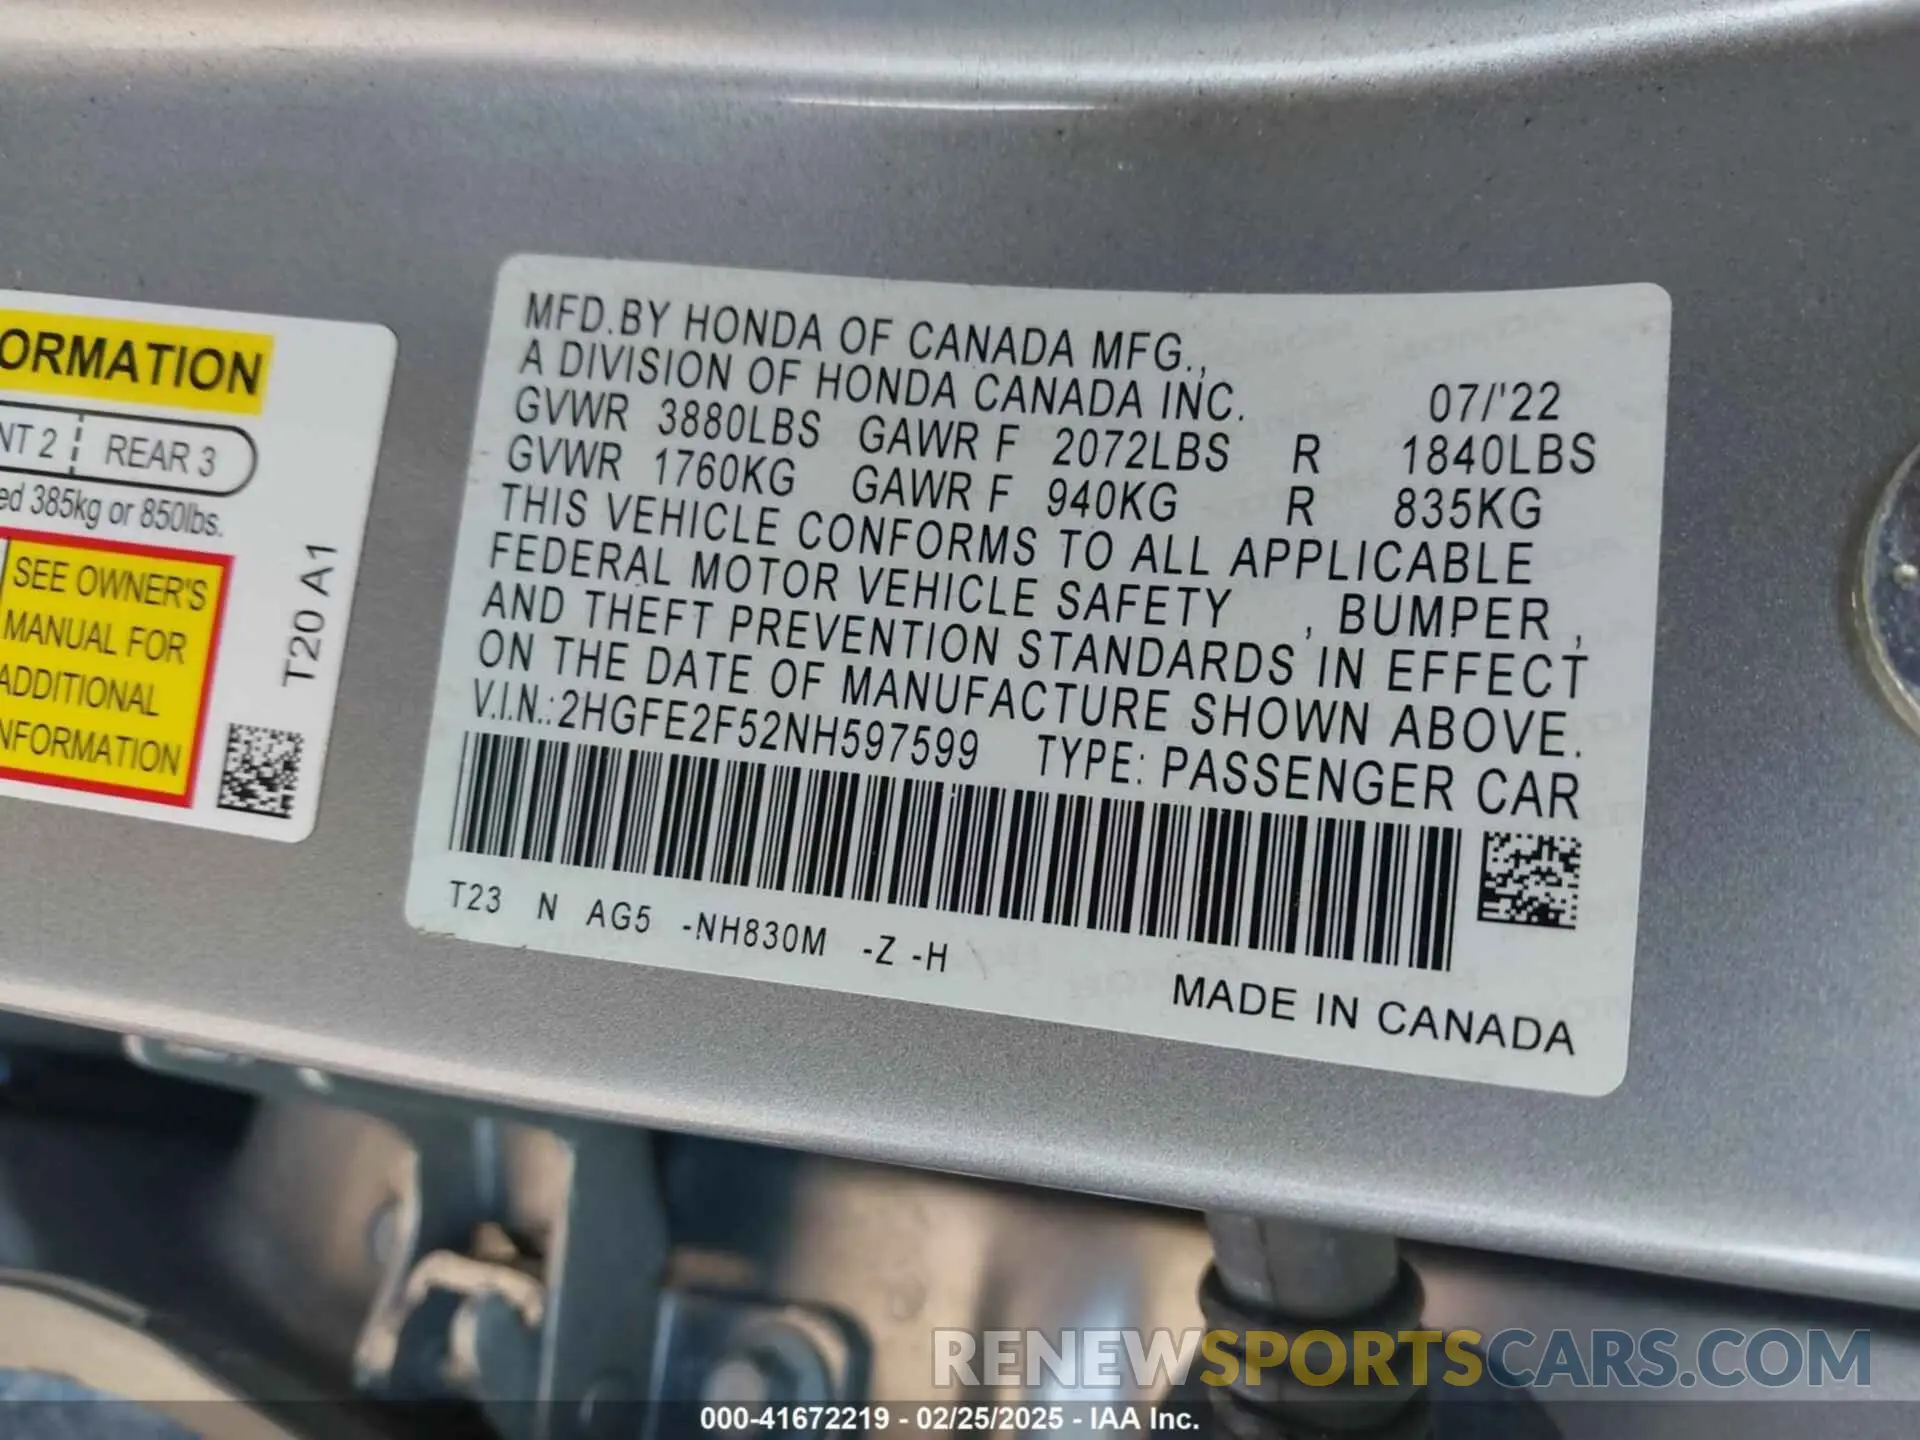 ORMATION
NT 2 REAR 3
ed 385kg or 850lbs.
SEE OWNER'S
MANUAL FOR
ADDITIONAL
NFORMATION
T20 A1
MFD.BY HONDA OF CANADA MFG.,
A DIVISION OF HONDA CANADA INC. 07/'22
GVWR 3880LBS GAWR F 2072LBS R 1840LBS
GVWR 1760KG GAWR F 940KG R 835KG
THIS VEHICLE CONFORMS TO ALL APPLICABLE
FEDERAL MOTOR VEHICLE SAFETY , BUMPER ,
AND THEFT PREVENTION STANDARDS IN EFFECT
ON THE DATE OF MANUFACTURE SHOWN ABOVE.
V.I.N.:2HGFE2F52NH597599 TYPE: PASSENGER CAR
T23 N AG5 -NH830M -Z -H
MADE IN CANADA
RENEWSPORTSCARS.COM
000-41672219 - 02/25/2025 - IAA Inc.